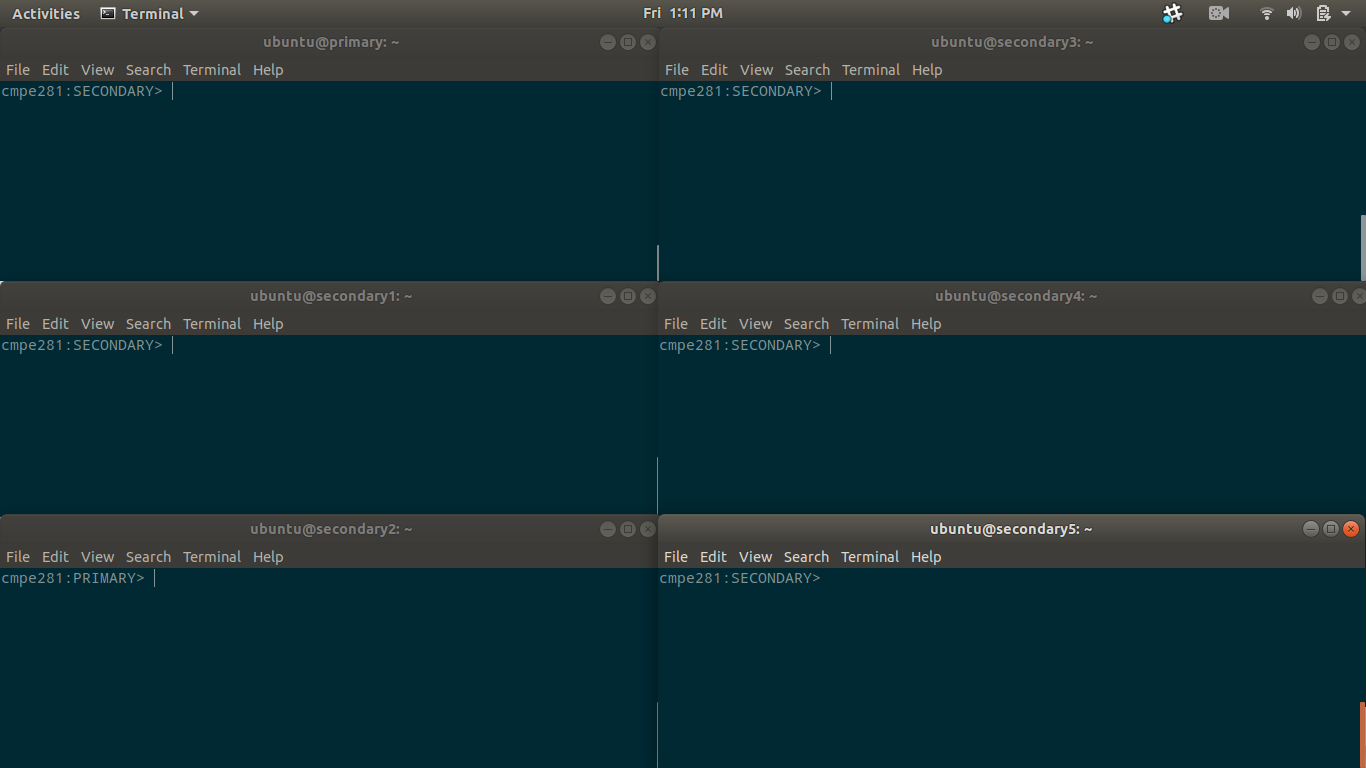 Activities Terminal Fri 1:11 PM
ubuntu@primary: ~
File Edit View Search Terminal Help
cmpe281:SECONDARY>
ubuntu@secondary3: ~
File Edit View Search Terminal Help
cmpe281:SECONDARY>
ubuntu@secondary1: ~
File Edit View Search Terminal Help
cmpe281:SECONDARY>
ubuntu@secondary4: ~
File Edit View Search Terminal Help
cmpe281:SECONDARY>
ubuntu@secondary2: ~
File Edit View Search Terminal Help
cmpe281:PRIMARY>
ubuntu@secondary5: ~
File Edit View Search Terminal Help
cmpe281:SECONDARY>